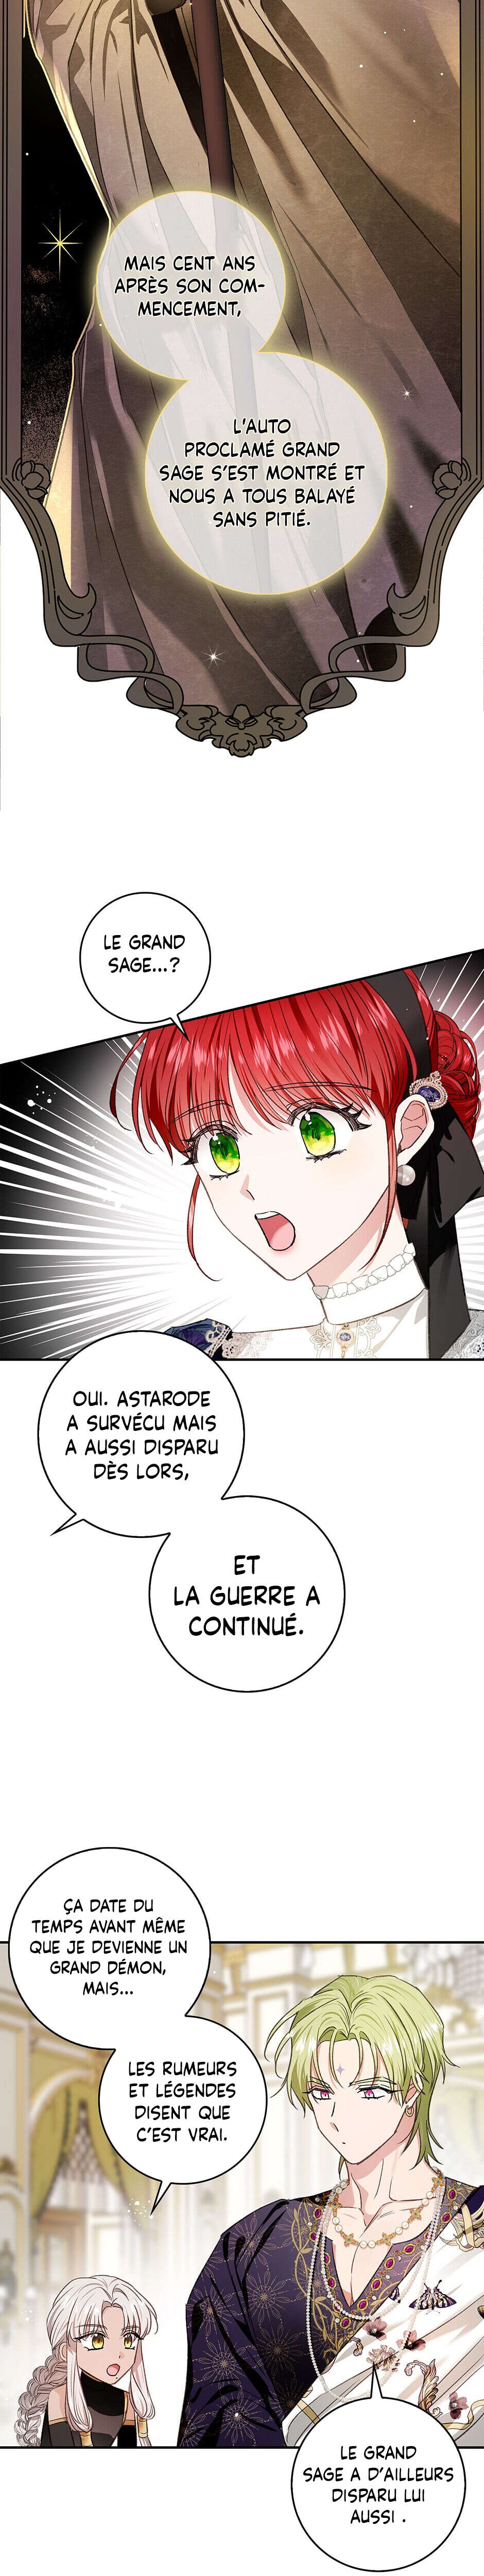 MAIS CENT ANS
APRÈS SON COM-
MENCEMENT,
L'AUTO
PROCLAMÉ GRAND
SAGE S'EST MONTRÉ ET
NOUS A TOUS BALAYÉ
SANS PITIÉ.
LE GRAND
SAGE...?
OUI. ASTARODE
A SURVÉCU MAIS
A AUSSI DISPARU
DÈS LORS,
ET
LA GUERRE A
CONTINUÉ.
ÇA DATE DU
TEMPS AVANT MÊME
QUE JE DEVIENNE UN
GRAND DÉMON,
MAIS...
LES RUMEURS
ET LÉGENDES
DISENT QUE
C'EST VRAI.
LE GRAND
SAGE A D'AILLEURS
DISPARU LUI
AUSSI .